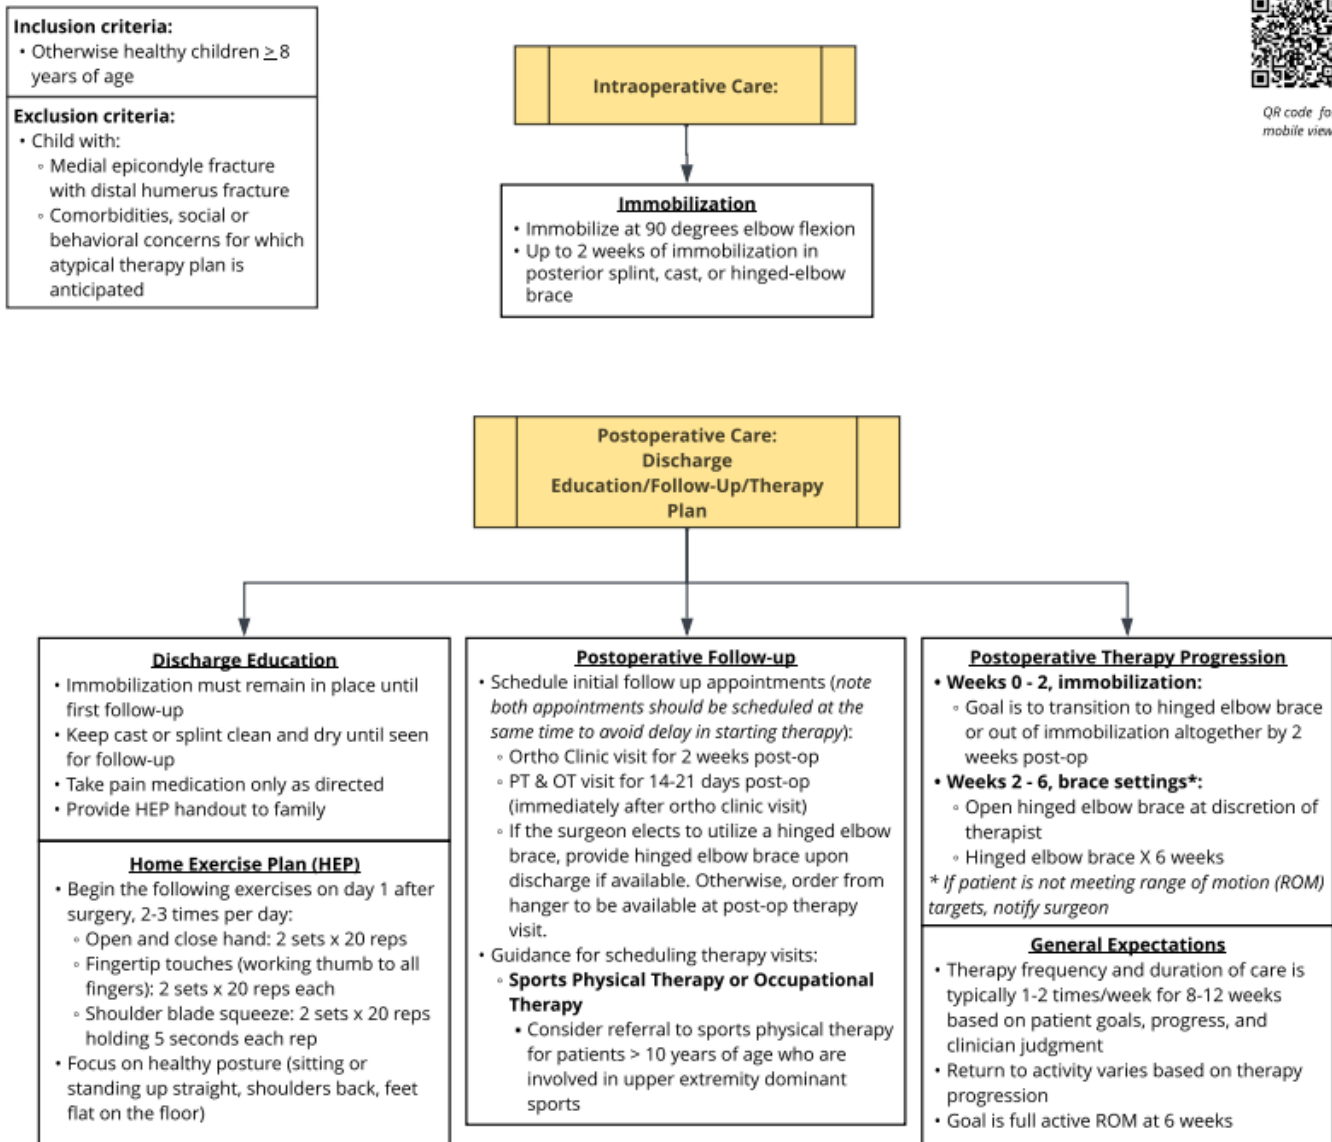 Inclusion criteria:
• Otherwise healthy children ≥ 8
years of age
Exclusion criteria:
• Child with:
◦ Medial epicondyle fracture
with distal humerus fracture
◦ Comorbidities, social or
behavioral concerns for which
atypical therapy plan is
anticipated
Intraoperative Care:
QR code fo
mobile view
Immobilization
• Immobilize at 90 degrees elbow flexion
• Up to 2 weeks of immobilization in
posterior splint, cast, or hinged-elbow
brace
Postoperative Care:
Discharge
Education/Follow-Up/Therapy
Plan
Discharge Education
• Immobilization must remain in place until
first follow-up
• Keep cast or splint clean and dry until seen
for follow-up
• Take pain medication only as directed
• Provide HEP handout to family
Home Exercise Plan (HEP)
• Begin the following exercises on day 1 after
surgery, 2-3 times per day:
◦ Open and close hand: 2 sets x 20 reps
◦ Fingertip touches (working thumb to all
fingers): 2 sets x 20 reps each
◦ Shoulder blade squeeze: 2 sets x 20 reps
holding 5 seconds each rep
• Focus on healthy posture (sitting or
standing up straight, shoulders back, feet
flat on the floor)
Postoperative Follow-up
• Schedule initial follow up appointments (note
both appointments should be scheduled at the
same time to avoid delay in starting therapy):
◦ Ortho Clinic visit for 2 weeks post-op
◦ PT & OT visit for 14-21 days post-op
(immediately after ortho clinic visit)
◦ If the surgeon elects to utilize a hinged elbow
brace, provide hinged elbow brace upon
discharge if available. Otherwise, order from
hanger to be available at post-op therapy
visit.
• Guidance for scheduling therapy visits:
◦ Sports Physical Therapy or Occupational
Therapy
▪ Consider referral to sports physical therapy
for patients > 10 years of age who are
involved in upper extremity dominant
sports
Postoperative Therapy Progression
• Weeks 0 - 2, immobilization:
◦ Goal is to transition to hinged elbow brace
or out of immobilization altogether by 2
weeks post-op
• Weeks 2 - 6, brace settings*:
◦ Open hinged elbow brace at discretion of
therapist
◦ Hinged elbow brace X 6 weeks
* If patient is not meeting range of motion (ROM)
targets, notify surgeon
General Expectations
• Therapy frequency and duration of care is
typically 1-2 times/week for 8-12 weeks
based on patient goals, progress, and
clinician judgment
• Return to activity varies based on therapy
progression
• Goal is full active ROM at 6 weeks